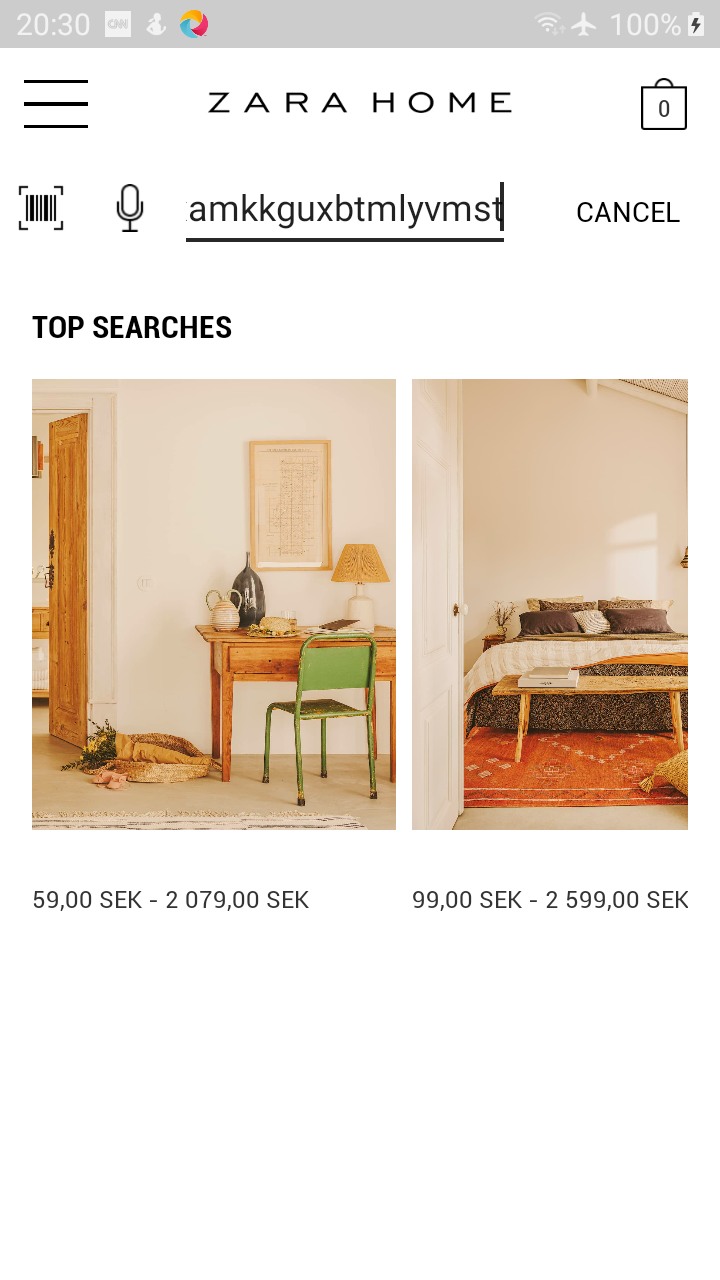 20:30
CNN
100%
ZARA HOME
0
amkkguxbtmlyvmst
CANCEL
TOP SEARCHES
59,00 SEK - 2 079,00 SEK
99,00 SEK - 2 599,00 SEK